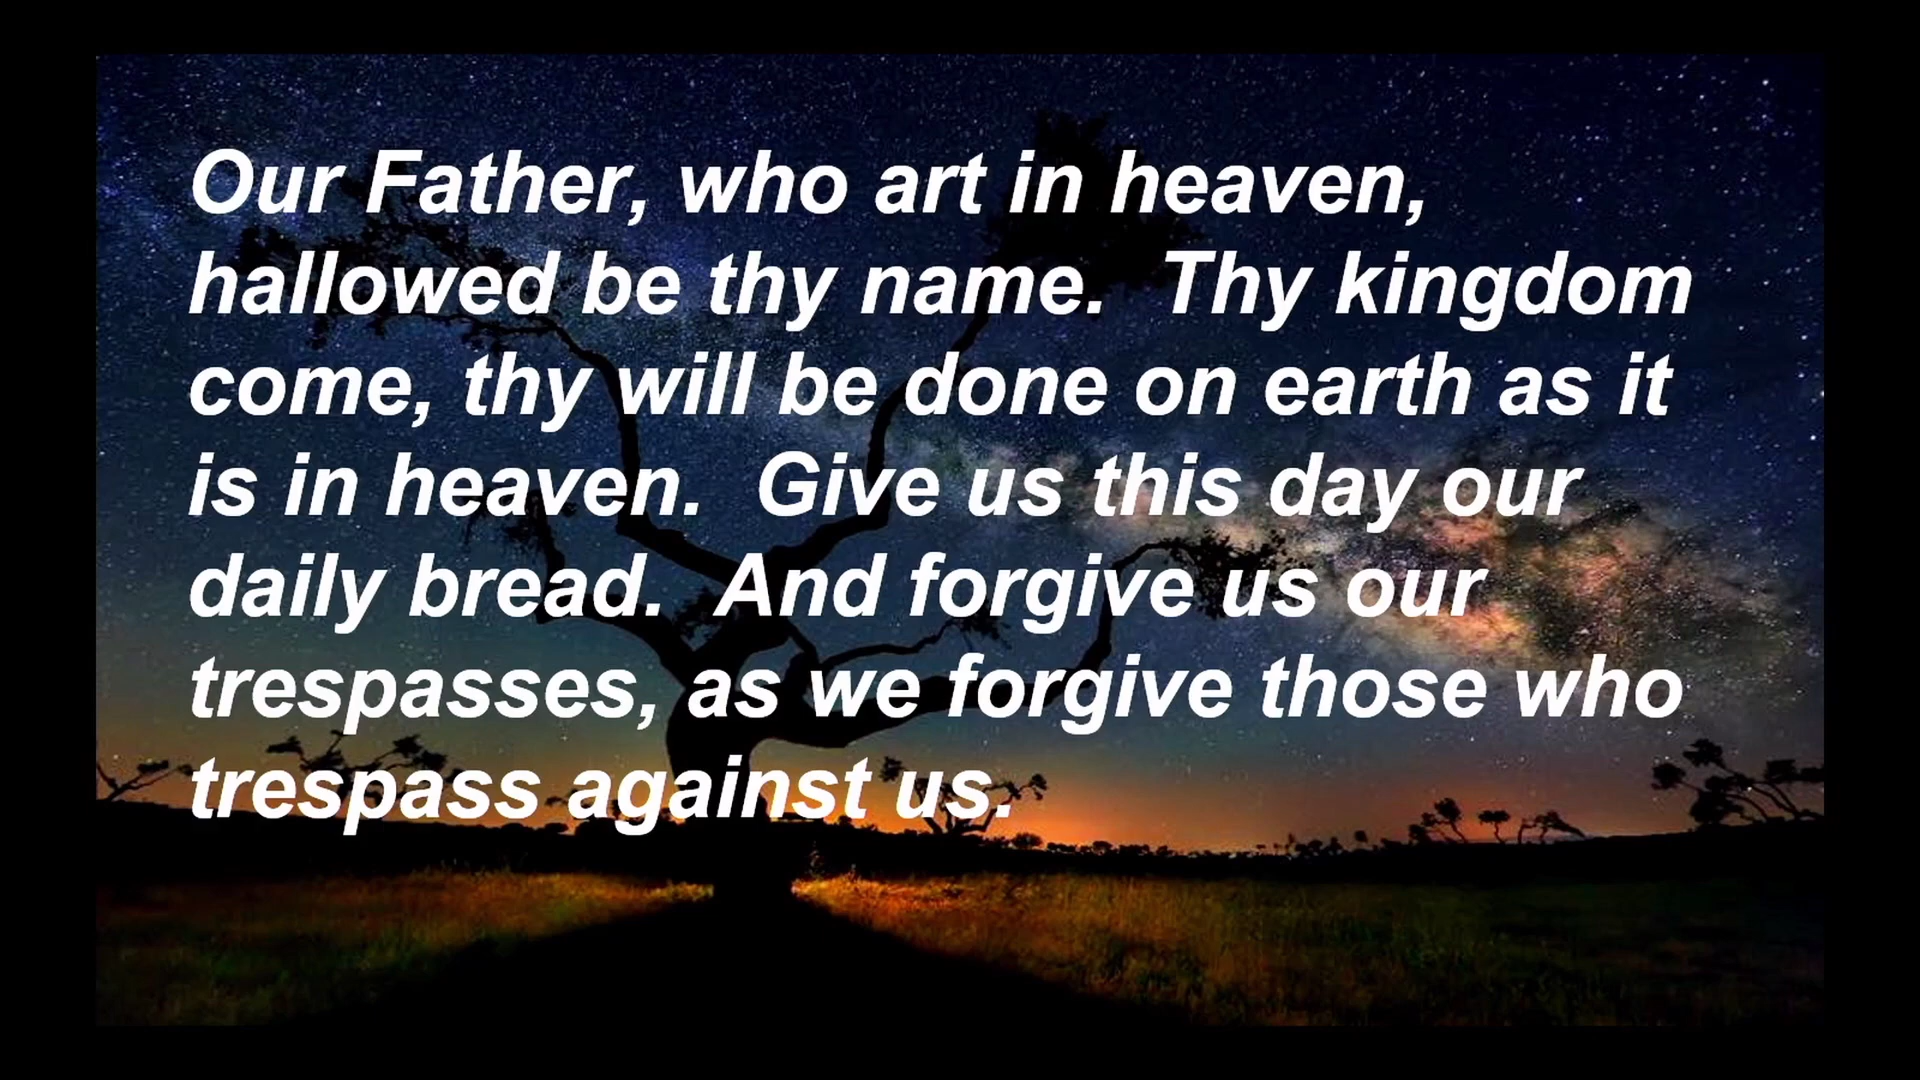 Our Father, who art in heaven,
hallowed be thy name.  Thy kingdom
come, thy will be done on earth as it
is in heaven.  Give us this day our
daily bread.  And forgive us our
trespasses, as we forgive those who
trespass against us.